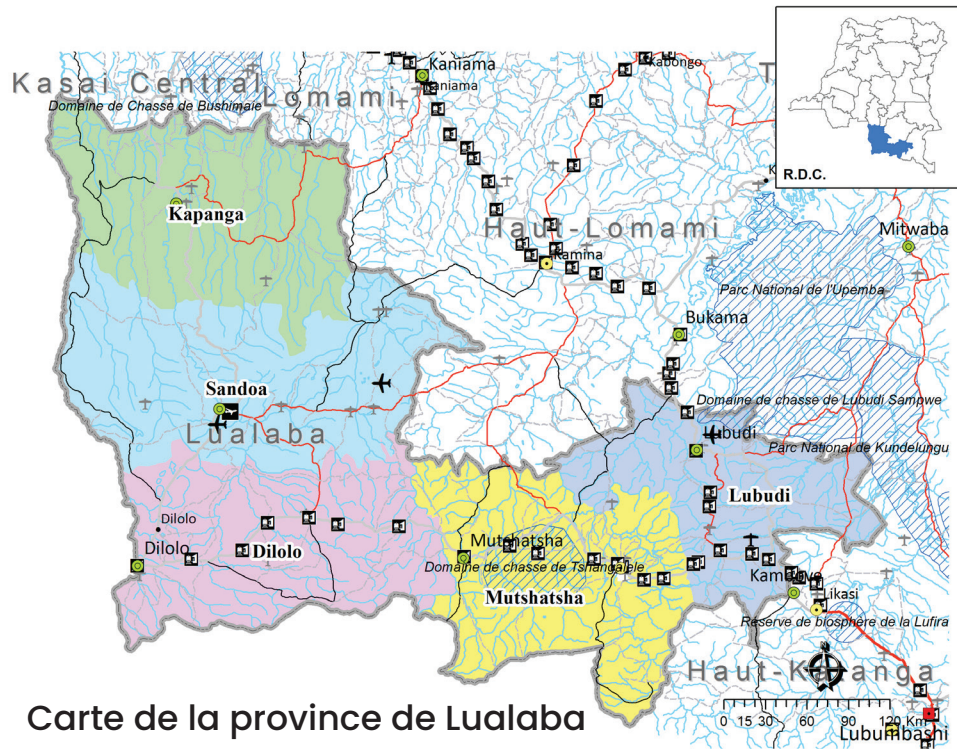 R.D.C.
Kabongo
Kaniama
Kaniama
Kasai Central
Lomami
Domaine de Chasse de Bushimaie
Kapanga
Haut-Lomami
Mitwaba
Kamina
Parc National de l'Upemba
Bukama
Sandoa
Domaine de chasse de Lubudi Sampwe
Lualaba
Lubudi
Parc National de Kundelungu
Lubudi
Dilolo
Dilolo
Dilolo
Mutshatsha
Domaine de chasse de Tshangalele
Mutshatsha
Likasi
Réserve de biosphère de la Lufira
Haut-Katanga
0 15 30 60 90 120 Km
Lubumbashi
Carte de la province de Lualaba